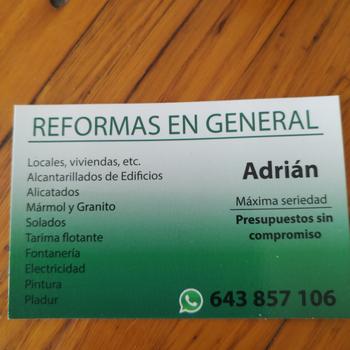 REFORMAS EN GENERAL
Locales, viviendas, etc.
Alcantarillados de Edificios
Alicatados
Mármol y Granito
Solados
Tarima flotante
Fontanería
Electricidad
Pintura
Pladur
Adrián
Máxima seriedad
Presupuestos sin
compromiso
643 857 106